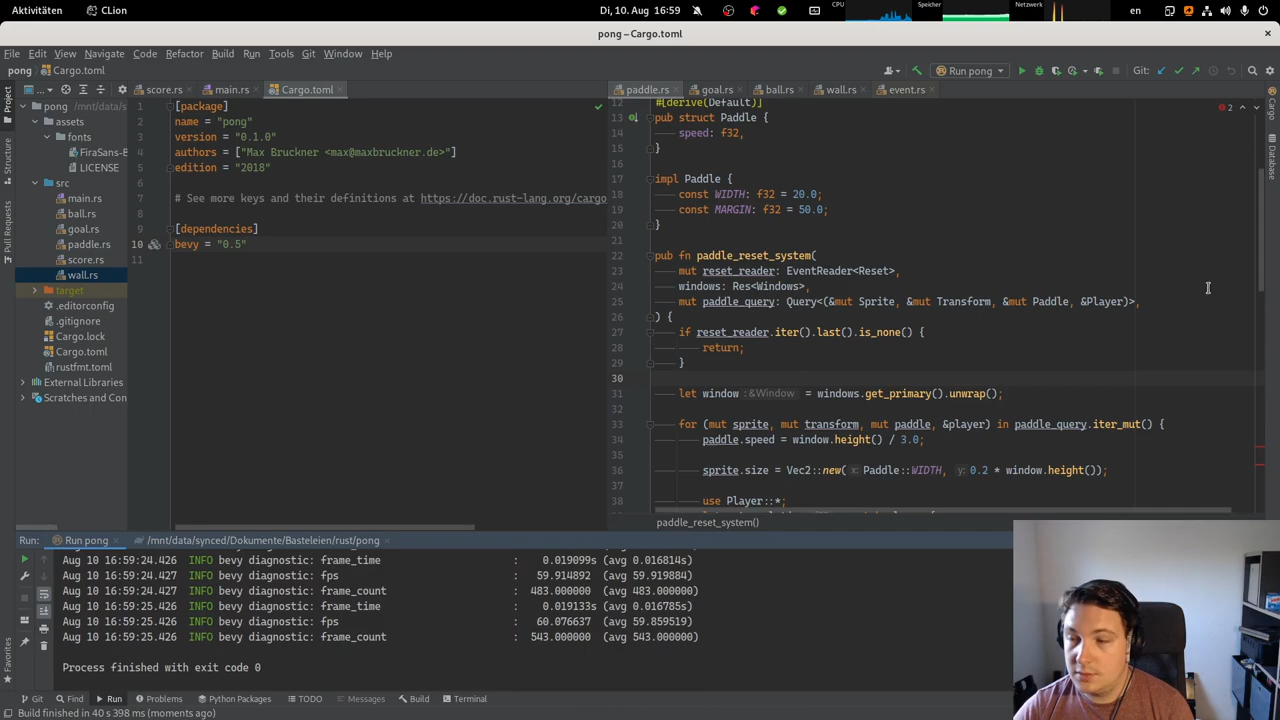 Aktivitäten CLion Di, 10. Aug 16:59 CPU Speicher Netzwerk en
pong – Cargo.toml
File Edit View Navigate Code Refactor Build Run Tools Git Window Help
pong Cargo.toml Run pong Git:
score.rs main.rs Cargo.toml
paddle.rs goal.rs ball.rs wall.rs event.rs
Project
Structure
Pull Requests
Favorites
Cargo
Database
pong /mnt/data/s
assets
fonts
FiraSans-B
LICENSE
src
main.rs
ball.rs
goal.rs
paddle.rs
score.rs
wall.rs
target
.editorconfig
.gitignore
Cargo.lock
Cargo.toml
rustfmt.toml
External Libraries
Scratches and Con
1 [package]
2 name = "pong"
3 version = "0.1.0"
4 authors = ["Max Bruckner <max@maxbruckner.de>"]
5 edition = "2018"
6
7 # See more keys and their definitions at https://doc.rust-lang.org/cargo
8
9 [dependencies]
10 bevy = "0.5"
11
2
12 #[derive(Default)]
13 pub struct Paddle {
14 speed: f32,
15 }
16
17 impl Paddle {
18 const WIDTH: f32 = 20.0;
19 const MARGIN: f32 = 50.0;
20 }
21
22 pub fn paddle_reset_system(
23 mut reset_reader: EventReader<Reset>,
24 windows: Res<Windows>,
25 mut paddle_query: Query<(&mut Sprite, &mut Transform, &mut Paddle, &Player)>,
26 ) {
27 if reset_reader.iter().last().is_none() {
28 return;
29 }
30
31 let window :&Window = windows.get_primary().unwrap();
32
33 for (mut sprite, mut transform, mut paddle, &player) in paddle_query.iter_mut() {
34 paddle.speed = window.height() / 3.0;
35
36 sprite.size = Vec2::new( x: Paddle::WIDTH, y: 0.2 * window.height());
37
38 use Player::*;
paddle_reset_system()
Run: Run pong /mnt/data/synced/Dokumente/Basteleien/rust/pong
Aug 10 16:59:24.426 INFO bevy diagnostic: frame_time : 0.019099s (avg 0.016814s)
Aug 10 16:59:24.427 INFO bevy diagnostic: fps : 59.914892 (avg 59.919884)
Aug 10 16:59:24.427 INFO bevy diagnostic: frame_count : 483.000000 (avg 483.000000)
Aug 10 16:59:25.426 INFO bevy diagnostic: frame_time : 0.019133s (avg 0.016785s)
Aug 10 16:59:25.426 INFO bevy diagnostic: fps : 60.076637 (avg 59.859519)
Aug 10 16:59:25.426 INFO bevy diagnostic: frame_count : 543.000000 (avg 543.000000)
Process finished with exit code 0
Git Find Run Problems Python Packages TODO Messages Build Terminal
Build finished in 40 s 398 ms (moments ago)